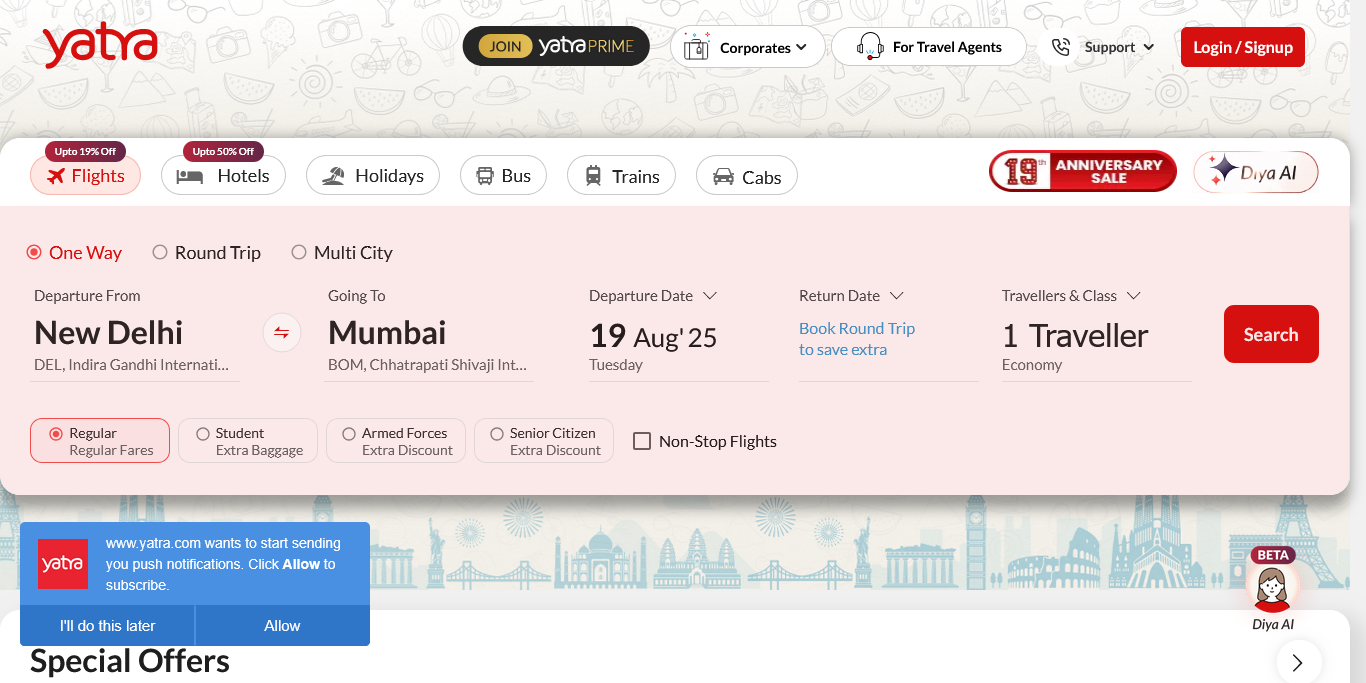 yatra
JOIN yatra PRIME
Corporates
For Travel Agents
Support
Login / Signup
Upto 19% Off
Upto 50% Off
Flights
Hotels
Holidays
Bus
Trains
Cabs
19th ANNIVERSARY
SALE
Diya AI
One Way
Round Trip
Multi City
Departure From
Going To
Departure Date
Return Date
Travellers & Class
New Delhi
Mumbai
19 Aug' 25
Book Round Trip
to save extra
1 Traveller
Search
DEL, Indira Gandhi Internati...
BOM, Chhatrapati Shivaji Int...
Tuesday
Economy
Regular
Regular Fares
Student
Extra Baggage
Armed Forces
Extra Discount
Senior Citizen
Extra Discount
Non-Stop Flights
yatra
www.yatra.com wants to start sending
you push notifications. Click Allow to
subscribe.
I'll do this later
Allow
BETA
Diya AI
Special Offers